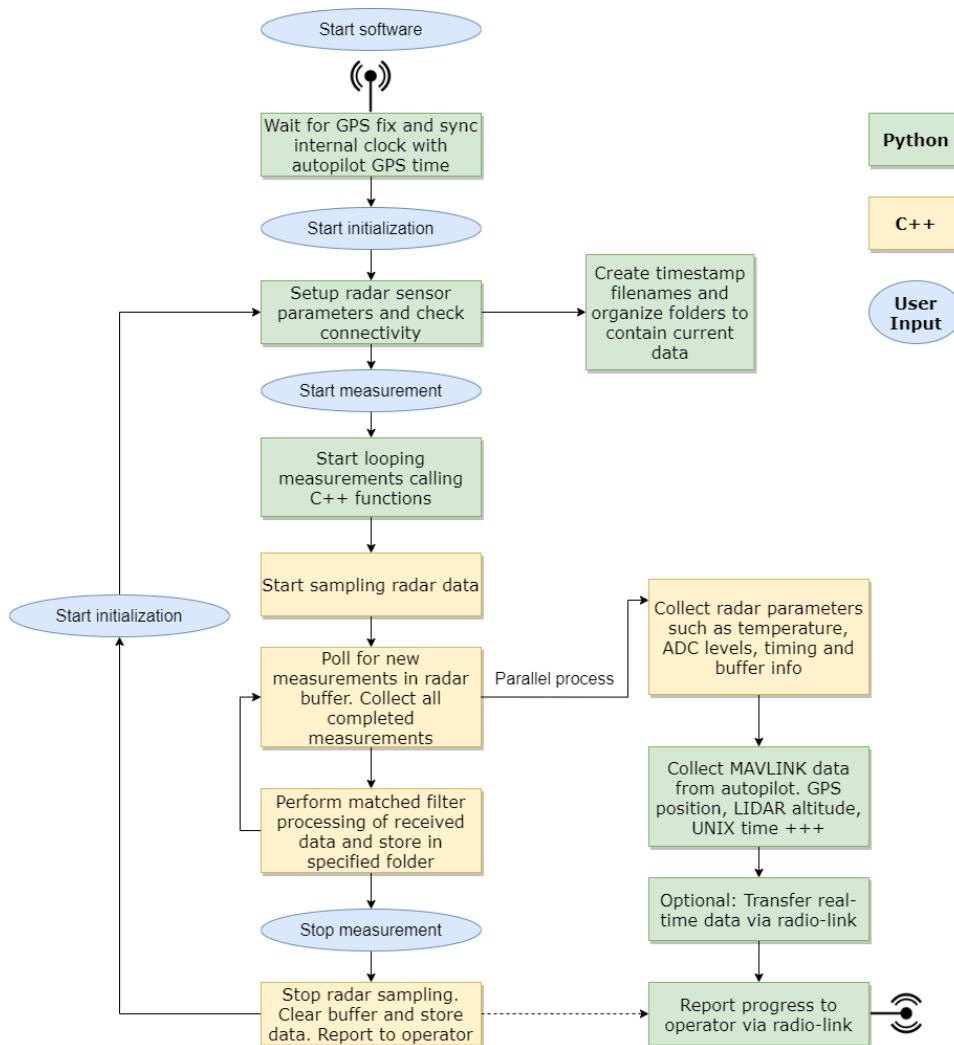 Start software
Wait for GPS fix and sync
internal clock with
autopilot GPS time
Python
C++
User
Input
Start initialization
Setup radar sensor
parameters and check
connectivity
Create timestamp
filenames and
organize folders to
contain current
data
Start measurement
Start looping
measurements calling
C++ functions
Start sampling radar data
Start initialization
Poll for new
measurements in radar
buffer. Collect all
completed
measurements
Parallel process
Collect radar parameters
such as temperature,
ADC levels, timing and
buffer info
Perform matched filter
processing of received
data and store in
specified folder
Collect MAVLINK data
from autopilot. GPS
position, LIDAR altitude,
UNIX time +++
Optional: Transfer real-
time data via radio-link
Stop measurement
Stop radar sampling.
Clear buffer and store
data. Report to operator
Report progress to
operator via radio-link